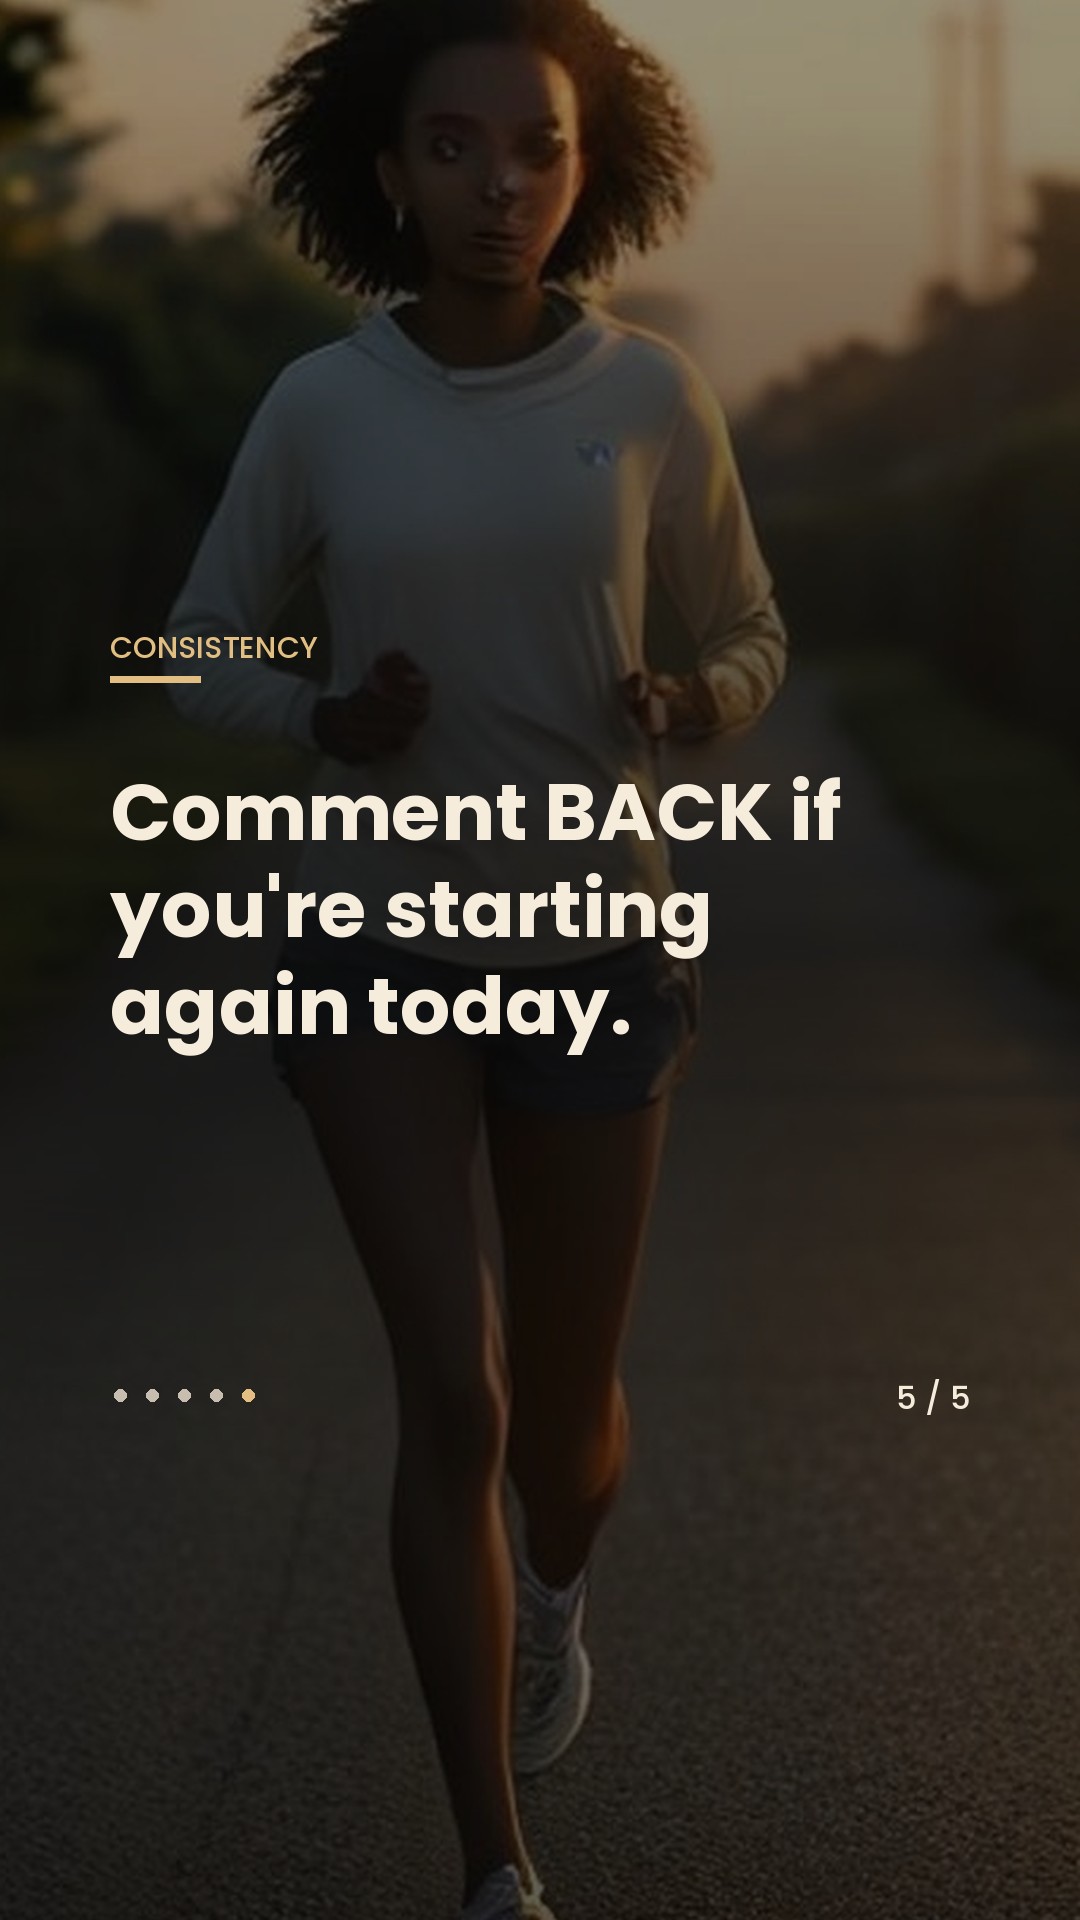 CONSISTENCY
Comment BACK if
you're starting
again today.
5 / 5